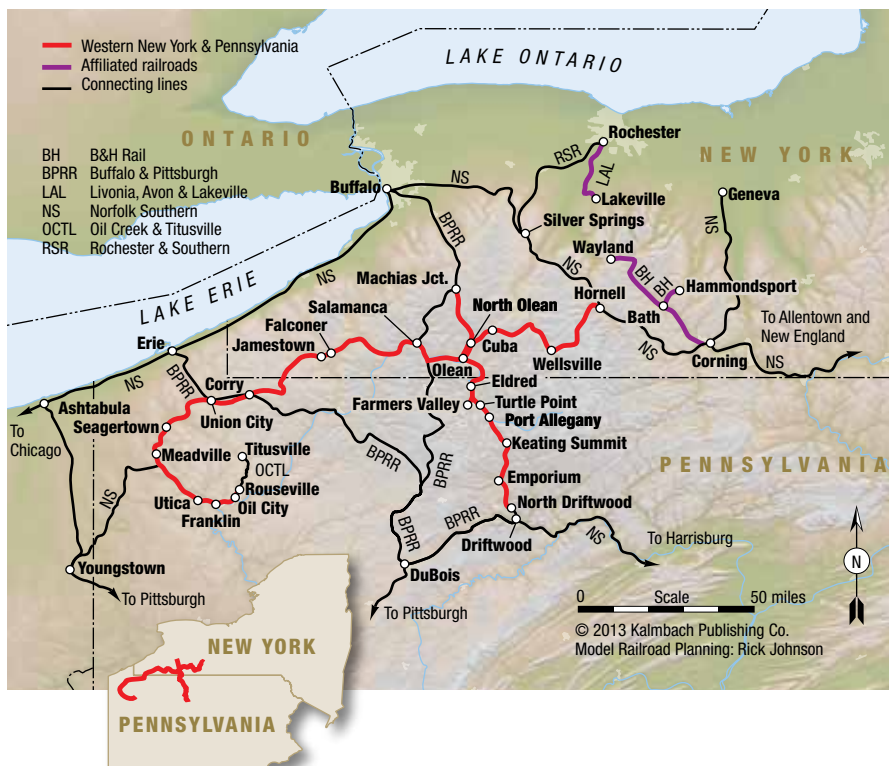 Western New York & Pennsylvania
Affiliated railroads
Connecting lines
LAKE ONTARIO
ONTARIO
NEW YORK
BH B&H Rail
BPRR Buffalo & Pittsburgh
LAL Livonia, Avon & Lakeville
NS Norfolk Southern
OCTL Oil Creek & Titusville
RSR Rochester & Southern
Rochester
RSR
LAL
Buffalo
NS
Lakeville
Geneva
BPRR
Silver Springs
NS
Wayland
NS
Machias Jct.
NS
BH
BH
Hammondsport
LAKE ERIE
Salamanca
North Olean
Hornell
Bath
To Allentown and
New England
Falconer
Jamestown
Cuba
Erie
Olean
Wellsville
NS
Corning
NS
BPRR
Corry
Eldred
NS
Ashtabula
Union City
Farmers Valley
Turtle Point
Seagertown
Port Allegany
To
Chicago
Titusville
Keating Summit
Meadville
OCTL
BPRR
BPRR
PENNSYLVANIA
Rouseville
Emporium
NS
Utica
Oil City
North Driftwood
Franklin
BPRR
BPRR
Driftwood
NS
To Harrisburg
Youngstown
DuBois
N
To Pittsburgh
To Pittsburgh
0 Scale 50 miles
© 2013 Kalmbach Publishing Co.
Model Railroad Planning: Rick Johnson
NEW YORK
PENNSYLVANIA